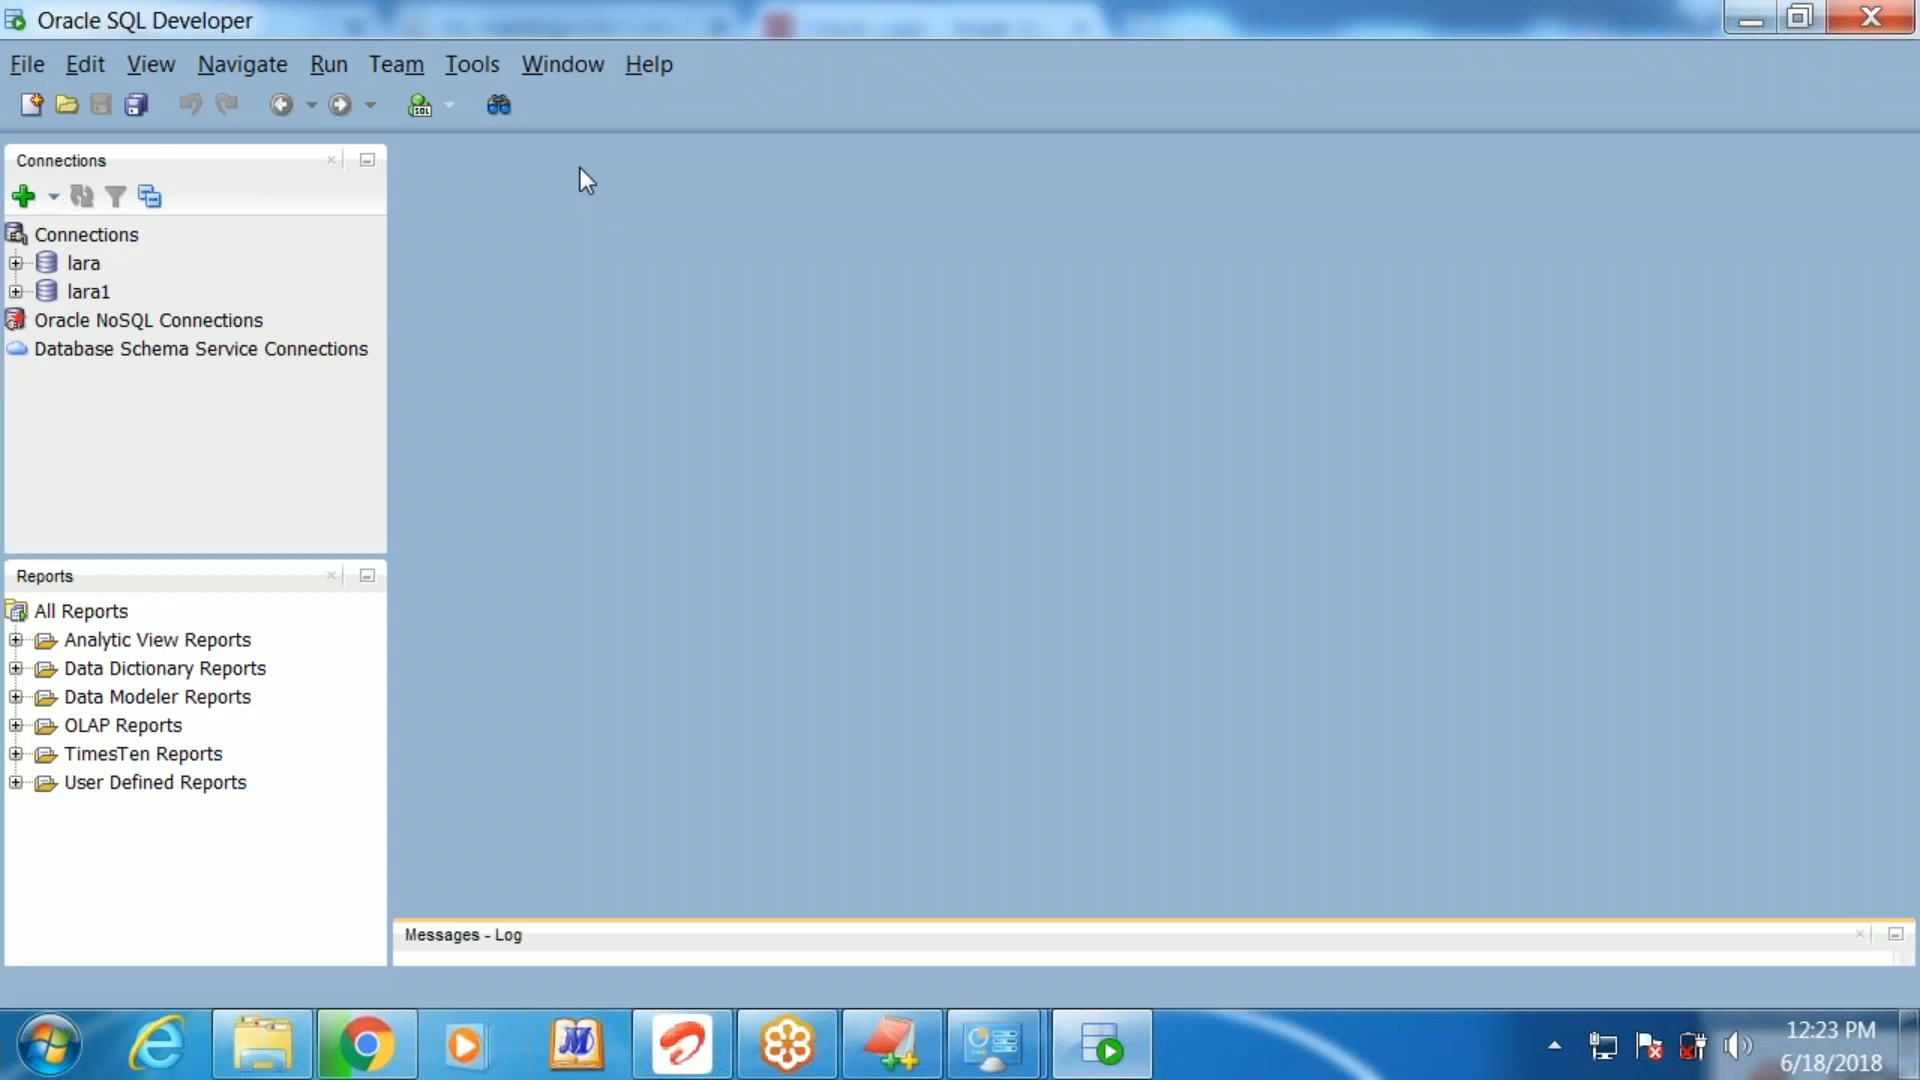 Oracle SQL Developer
File Edit View Navigate Run Team Tools Window Help
SQL
Connections
Connections
lara
lara1
Oracle NoSQL Connections
Database Schema Service Connections
Reports
All Reports
Analytic View Reports
Data Dictionary Reports
Data Modeler Reports
OLAP Reports
TimesTen Reports
User Defined Reports
Messages - Log
12:23 PM
6/18/2018